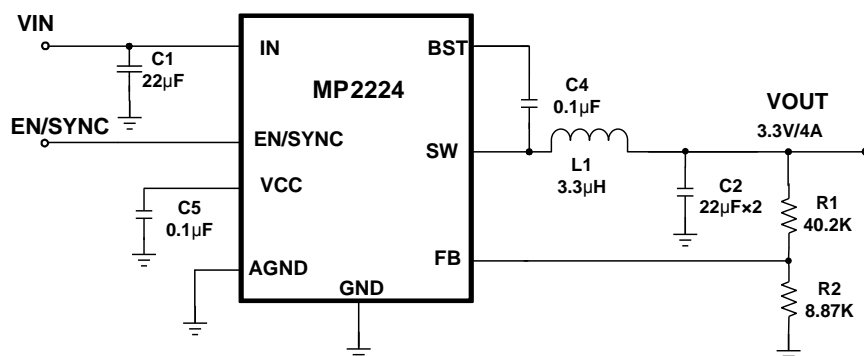 VIN
C1
22μF
IN
BST
MP2224
C4
0.1μF
VOUT
3.3V/4A
EN/SYNC
EN/SYNC
SW
L1
3.3μH
VCC
C5
0.1μF
C2
22μF×2
R1
40.2K
AGND
GND
FB
R2
8.87K